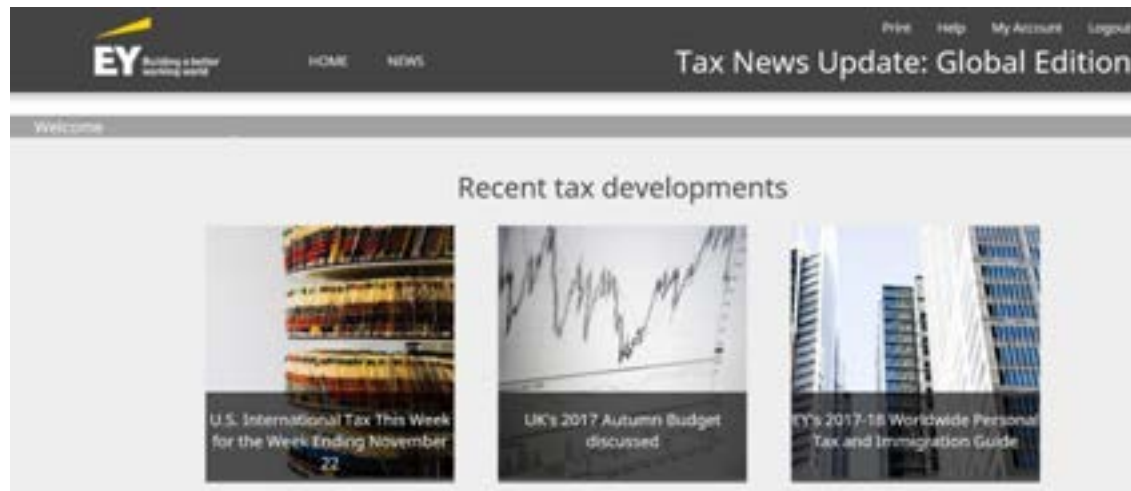 Print Help My Account Logout
EY Building a better
working world
HOME NEWS
Tax News Update: Global Edition
Welcome
Recent tax developments
U.S. International Tax This Week
for the Week Ending November
22
UK's 2017 Autumn Budget
discussed
EY's 2017-18 Worldwide Personal
Tax and Immigration Guide